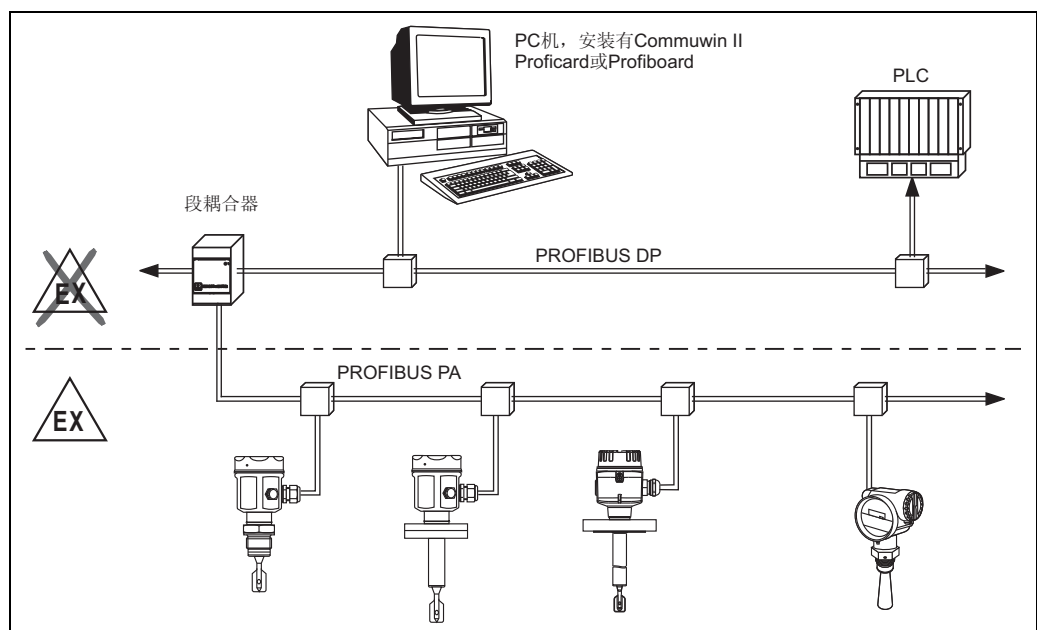 PC机，安装有Commuwin II
Proficard或Profiboard
PLC
段耦合器
PROFIBUS DP
EX
PROFIBUS PA
EX